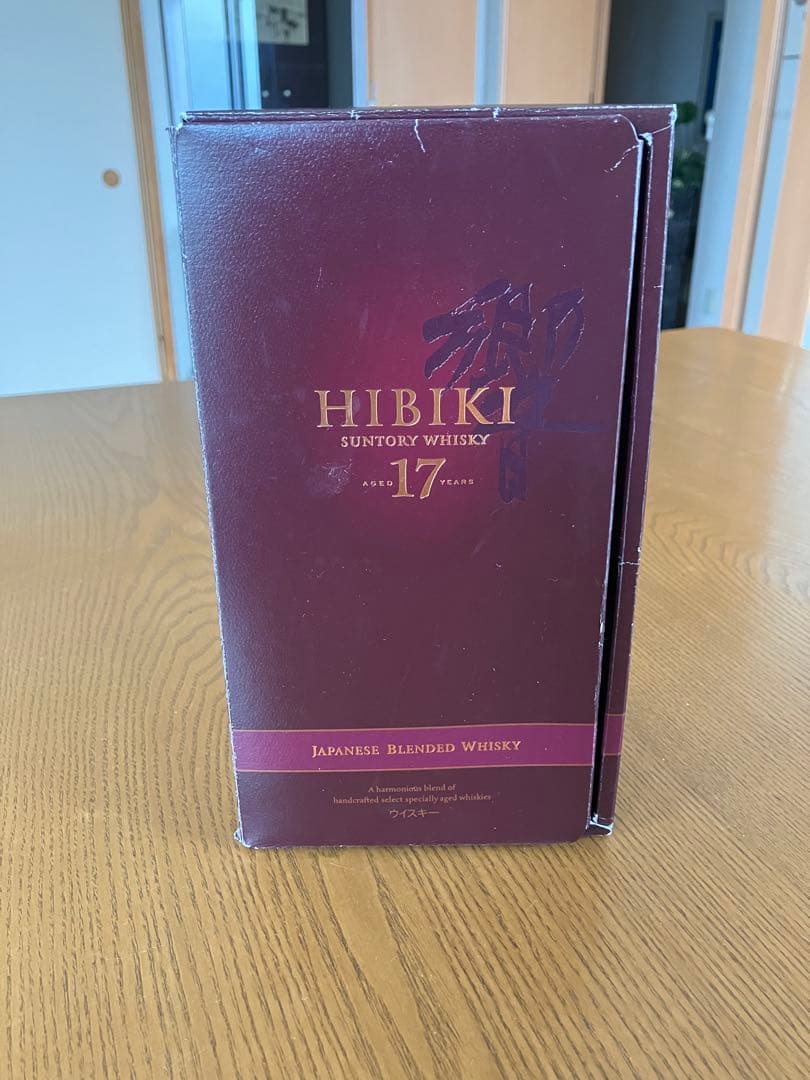 響
HIBIKI
SUNTORY WHISKY
AGED 17 YEARS
JAPANESE BLENDED WHISKY
A harmonious blend of
handcrafted select specially aged whiskies
ウイスキー